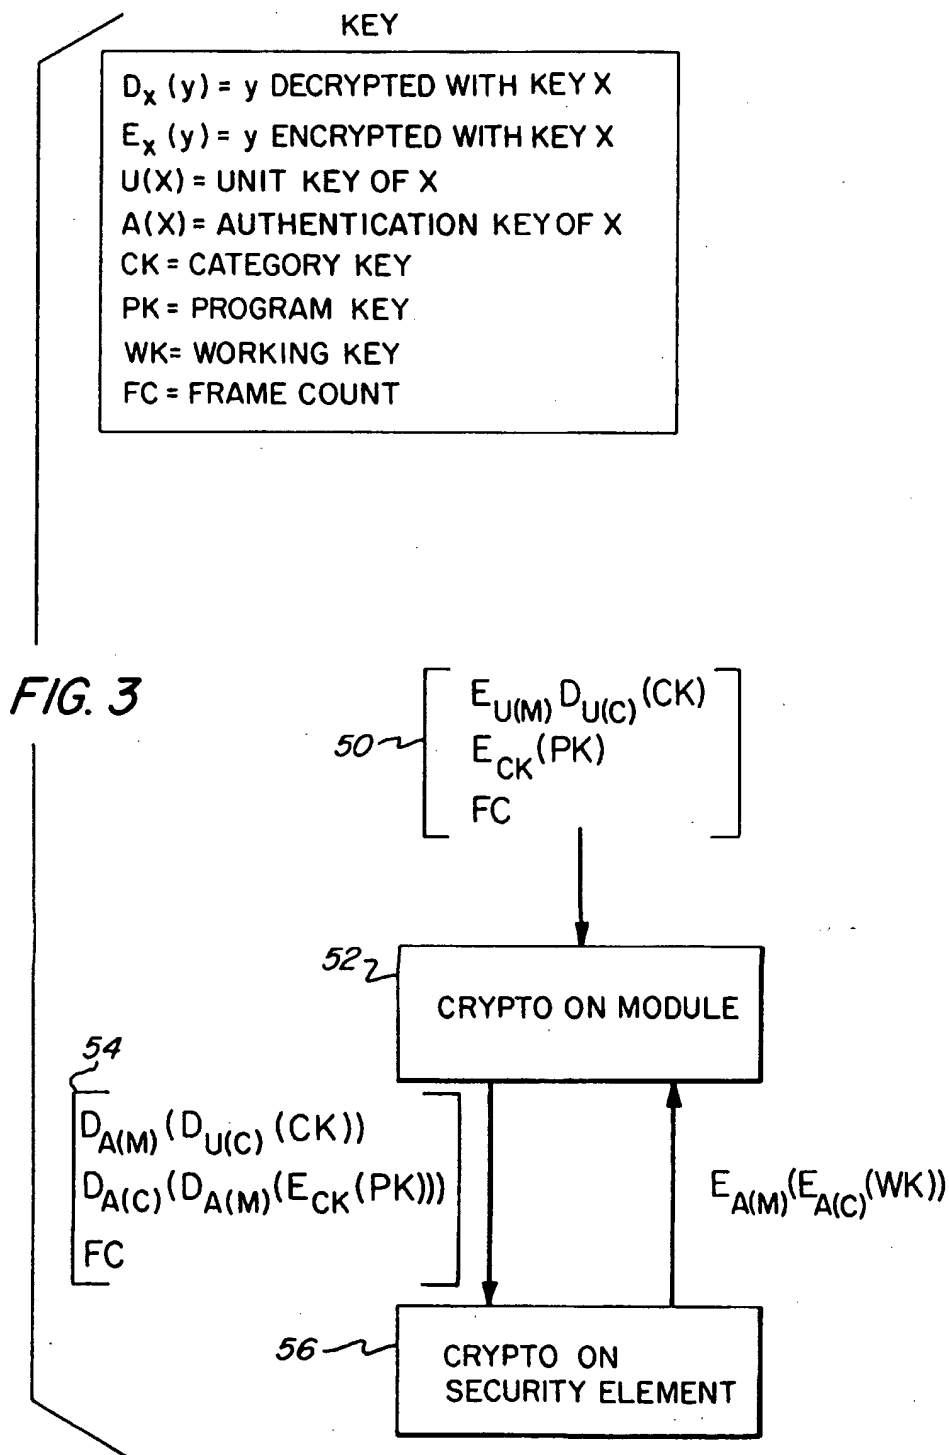 KEY
Dx (y) = y DECRYPTED WITH KEY X
Ex (y) = y ENCRYPTED WITH KEY X
U(X) = UNIT KEY OF X
A(X) = AUTHENTICATION KEY OF X
CK = CATEGORY KEY
PK = PROGRAM KEY
WK= WORKING KEY
FC = FRAME COUNT
FIG. 3
50
EU(M) DU(C) (CK)
ECK (PK)
FC
52
CRYPTO ON MODULE
54
DA(M) (DU(C) (CK))
DA(C) (DA(M) (ECK (PK)))
FC
EA(M) (EA(C) (WK))
56
CRYPTO ON
SECURITY ELEMENT